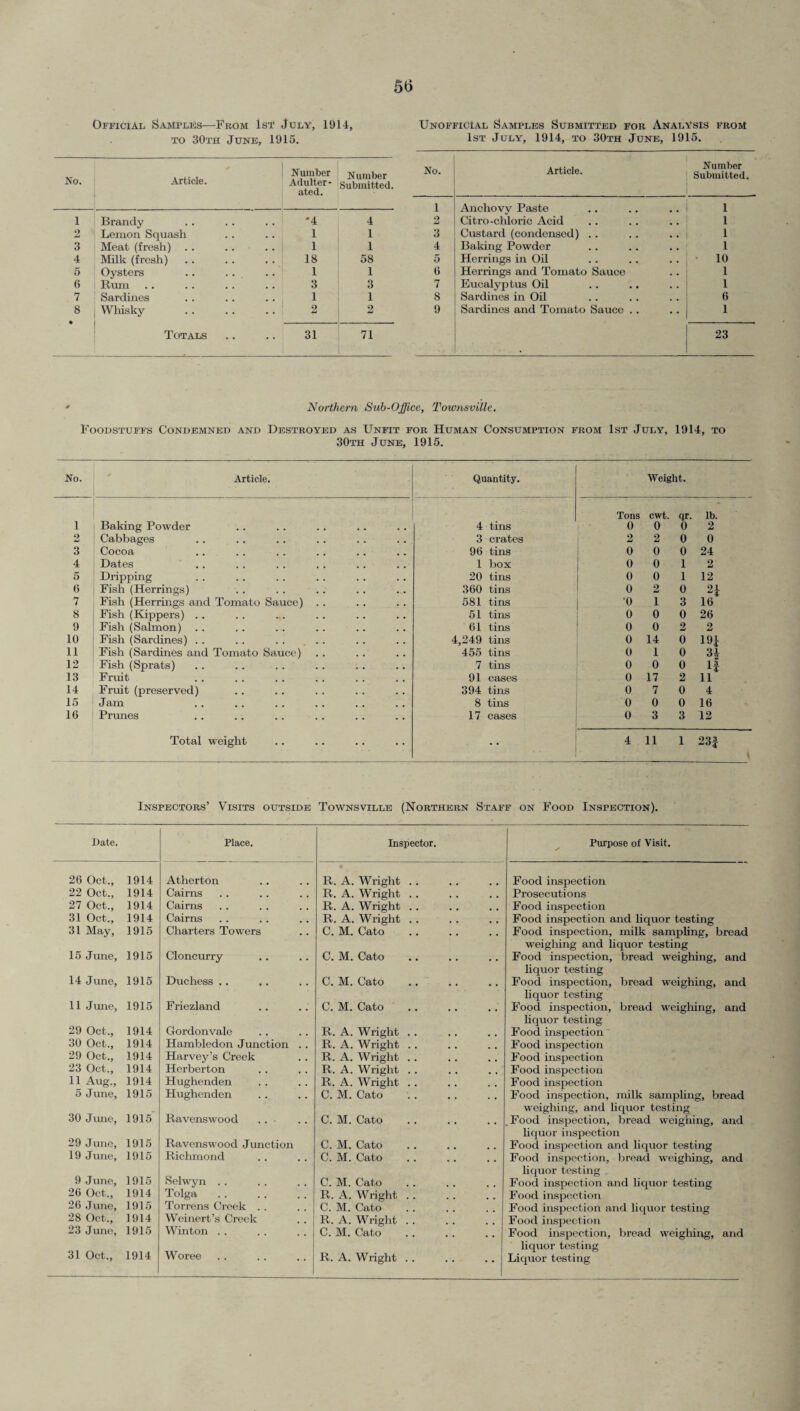 56
Official Samples—From 1st July, 1914,
to 30th June, 1915.
No. Article. Number Adulterated. Number Submitted.
1 Brandy .. .. .. *4 4
2 Lemon Squash .. .. 1 1
3 Meat (fresh) .. .. .. 1 1
4 Milk (fresh) .. .. .. 18 58
5 Oysters .. .. .. 1 1
6 Rum .. .. .. .. 3 3
7 Sardines .. .. .. 1 1
8 Whisky .. .. .. 2 2
Totals .. .. 31 71
Unofficial Samples Submitted for Analysis from
1st July, 1914, to 30th June, 1915.
No. Article. Number Submitted.
1 Anchovy Paste .. .. .. 1
2 Citro-chloric Acid .. .. .. 1
3 Custard (condensed) .. .. .. 1
4 Baking Powder .. .. .. 1
5 Herrings in Oil .. .. .. 10
6 Herrings and Tomato Sauce .. 1
7 Eucalyptus Oil .. .. .. 1
8 Sardines in Oil .. .. .. 6
9 Sardines and Tomato Sauce .. .. 1
23
Northern Sub-Office, Townsville.
Foodstuffs Condemned and Destroyed as Unfit for Human Consumption from 1st July, 1914, to
30th June, 1915.
No. Article. Quantity. Weight.
Tons cwt. qr. lb.
1 Baking Powder .. .. .. .. .. 4 tins 0 0 0 2
2 Cabbages .. .. .. .. .. .. 3 crates 2 2 0 0
3 Cocoa .. .. .. .. .. .. 96 tins 0 0 0 24
4 Dates .. .. .. .. .. .. 1 box 0 0 1 2
5 Dripping .. .. .. .. .. .. 20 tins 0 0 1 12
6 Fish (Herrings) .. .. .. .. .. 360 tins 0 2 0 2¼
7 Fish (Herrings and Tomato Sauce) .. .. .. 581 tins 0 1 3 16
8 Fish (Kippers) .. .. .. .. .. .. 51 tins 0 0 0 26
9 Fish (Salmon) .. .. .. .. .. .. 61 tins 0 0 2 2
10 Fish (Sardines) .. .. .. .. .. .. 4,249 tins 0 14 0 19¼
11 Fish (Sardines and Tomato Sauce) .. .. .. 455 tins 0 1 0 3½
12 Fish (Sprats) .. .. .. .. .. .. 7 tins 0 0 0 1¾
13 Fruit .. .. .. .. .. .. 91 cases 0 17 2 11
14 Fruit (preserved) .. .. .. .. .. 394 tins 0 7 0 4
15 Jam .. .. .. .. .. .. 8 tins 0 0 0 16
16 Prunes .. .. .. .. .. .. 17 cases 0 3 3 12
Total weight .. .. .. .. .. 4 11 1 23¾
Inspectors' Visits outside Townsville (Northern Staff on Food Inspection).
Date. Place. Inspector. Purpose of Visit.
26 Oct., 1914 Atherton .. .. R. A. Wright .. .. .. Food inspection
22 Oct., 1914 Cairns .. .. .. R. A. Wright .. .. .. Prosecutions
27 Oct., 1914 Cairns .. .. .. R. A. Wright .. .. .. Food inspection
31 Oct., 1914 Cairns .. .. .. R. A. Wright .. .. .. Food inspection and liquor testing
31 May, 1915 Charters Towers .. C. M. Cato .. .. .. Food inspection, milk sampling, bread
weighing and liquor testing
15 June, 1915 Cloncurry .. .. C. M. Cato .. .. .. Food inspection, bread weighing, and
liquor testing
14 June, 1915 Duchess .. .. .. C. M. Cato .. .. .. Food inspection, bread weighing, and
liquor testing
11 June, 1915 Friezland .. .. C. M. Cato .. .. .. Food inspection, bread weighing, and
liquor testing
29 Oct., 1914 Gordonvale .. .. R. A. Wright .. .. .. Food inspection
30 Oct., 1914 Hambledon Junction .. R. A. Wright .. .. .. Food inspection
29 Oct., 1914 Harvey's Creek .. R. A. Wright .. .. .. Food inspection
23 Oct., 1914 Herberton .. .. R. A. Wright .. .. .. Food inspection
11 Aug., 1914 Hughenden .. .. R. A. Wright .. .. .. Food inspection
5 June, 1915 Hughenden .. .. C. M. Cato .. .. .. Food inspection, milk sampling, bread
weighing, and liquor testing
30 June, 1915 Ravenswood .. .. C. M. Cato .. .. .. Food inspection, bread weighing, and
liquor inspection
29 June, 1915 Ravenswood Junction C. M. Cato .. .. .. Food inspection and liquor testing
19 June, 1915 Richmond .. .. C. M. Cato .. .. .. Food inspection, bread weighing, and
liquor testing
9 June, 1915 Selwyn .. .. .. C. M. Cato .. .. .. Food inspection and liquor testing
26 Oct., 1914 Tolga .. .. .. R. A. Wright .. .. .. Food inspection
26 June, 1915 Torrens Creek .. .. C. M. Cato .. .. .. Food inspection and liquor testing
28 Oct., 1914 Weinert's Creek .. R. A. Wright .. .. .. Food inspection
23 June, 1915 Winton .. .. .. C. M. Cato .. .. .. Food inspection, bread weighing, and
liquor testing
31 Oct., 1914 Woree .. .. .. R. A. Wright .. .. .. Liquor testing